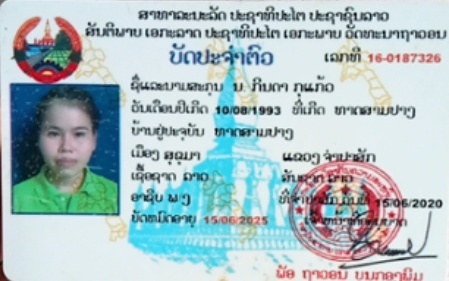 ສາທາລະນະລັດ ປະຊາທິປະໄຕ ປະຊາຊົນລາວ
ສັນຕິພາບ ເອກະລາດ ປະຊາທິປະໄຕ ເອກະພາບ ວັດທະນາຖາວອນ
ບັດປະຈຳຕົວ ເລກທີ 16-0187326
ຊື່ແລະນາມສະກຸນ ນ. ກິນດາ ກຸແກ້ວ
ວັນເດືອນປີເກີດ 10/08/1993 ທີ່ເກີດ ທາດສາມປາງ
ບ້ານຢູ່ປະຈຸບັນ ທາດສາມປາງ
ເມືອງ ສຸຂຸມາ ແຂວງ ຈຳປາສັກ
ເຊື້ອຊາດ ລາວ ສັນຊາດ ລາວ
ອາຊີບ ທີ່ຈຳປາສັກ ວັນທີ 15/06/2020
ບັດໝົດອາຍຸ 15/06/2025
ພັອ ຖາວອນ